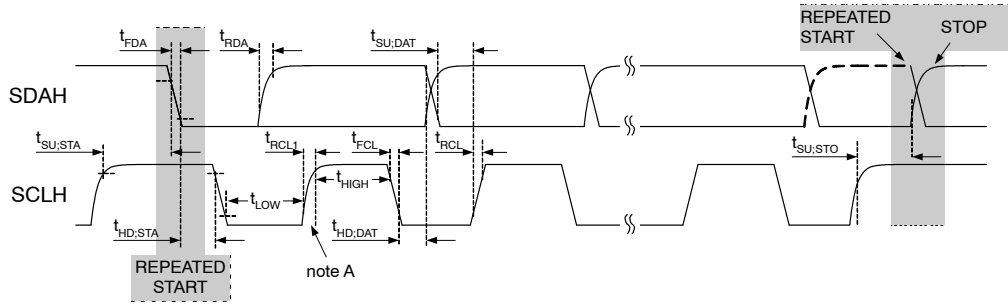 REPEATED
START
STOP
tFDA
tRDA
tSU;DAT
SDAH
tSU;STA
tRCL1
tFCL
tRCL
tSU;STO
SCLH
tHIGH
tLOW
tHD;STA
tHD;DAT
note A
REPEATED
START